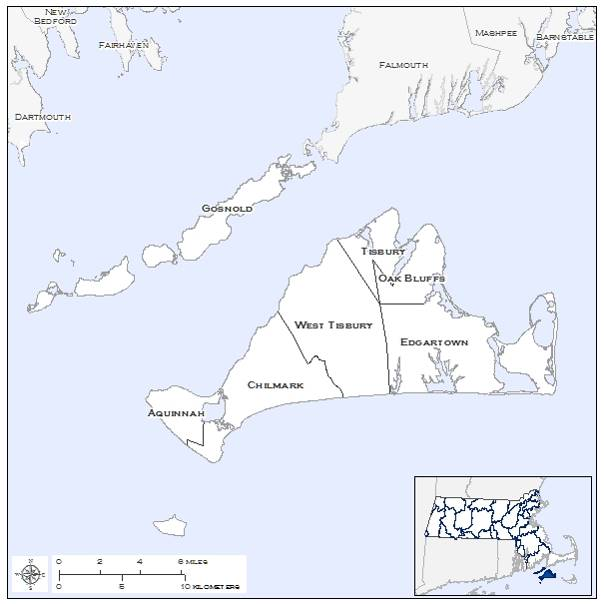 New
Bedford
Fairhaven
Mashpee
Barnstable
Falmouth
Dartmouth
Gosnold
Tisbury
Oak Bluffs
West Tisbury
Edgartown
Chilmark
Aquinnah
N
W E
S
0 2 4 6 Miles
0 5 10 Kilometers